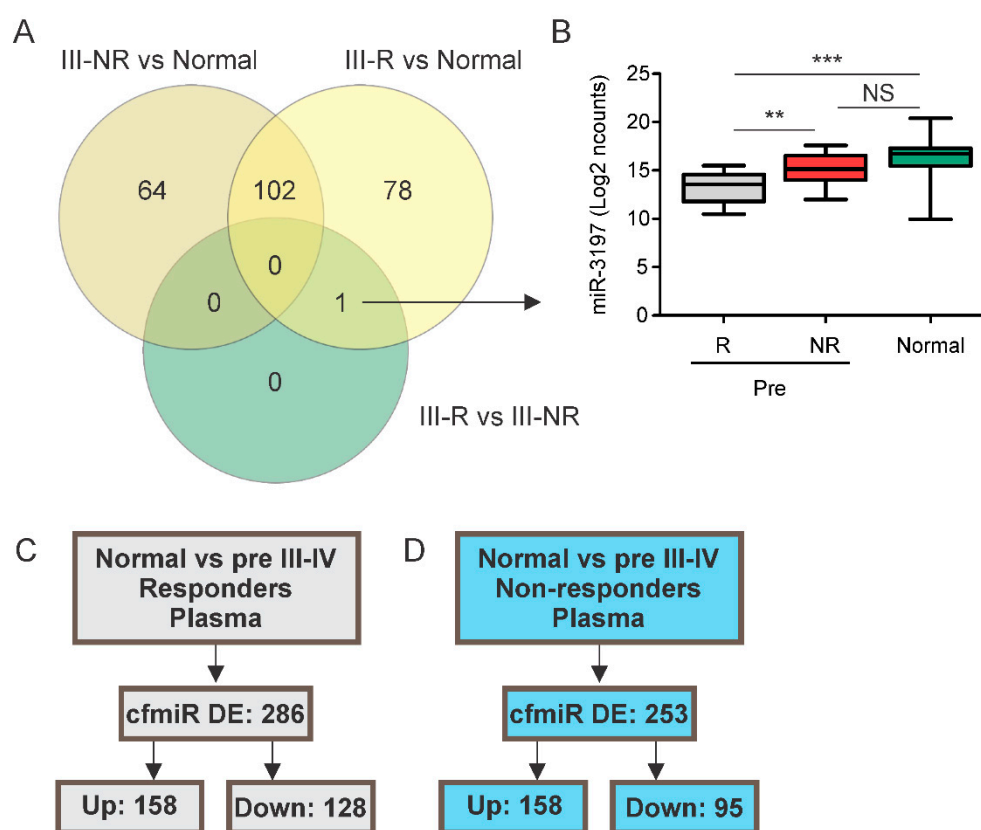 A
III-NR vs Normal
III-R vs Normal
64
102
78
0
0
1
0
III-R vs III-NR
B
miR-3197 (Log2 ncounts)
25
20
15
10
5
0
***
NS
**
R
NR
Normal
Pre
C
Normal vs pre III-IV
Responders
Plasma
cfmiR DE: 286
Up: 158
Down: 128
D
Normal vs pre III-IV
Non-responders
Plasma
cfmiR DE: 253
Up: 158
Down: 95